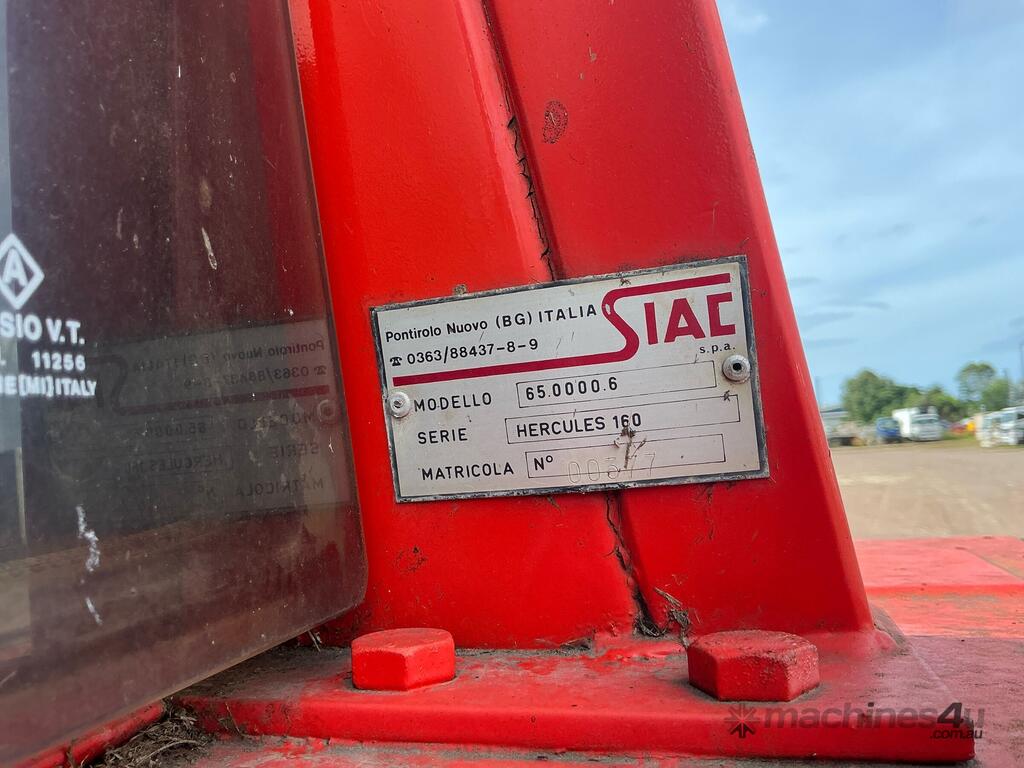 A
SIO V.T.
11256
E[MI]ITALY
Pontirolo Nuovo (BG) ITALIA
SIAC
s.p.a.
☎ 0363/88437-8-9
MODELLO 65.0000.6
SERIE HERCULES 160
MATRICOLA N° 00377
machines4u
.com.au